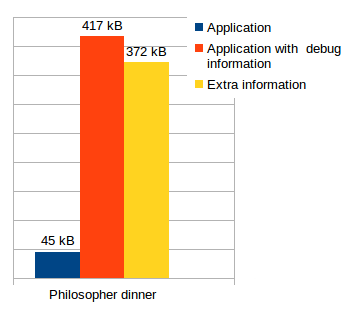 417 kB
372 kB
45 kB
Philosopher dinner
Application
Application with debug
information
Extra information